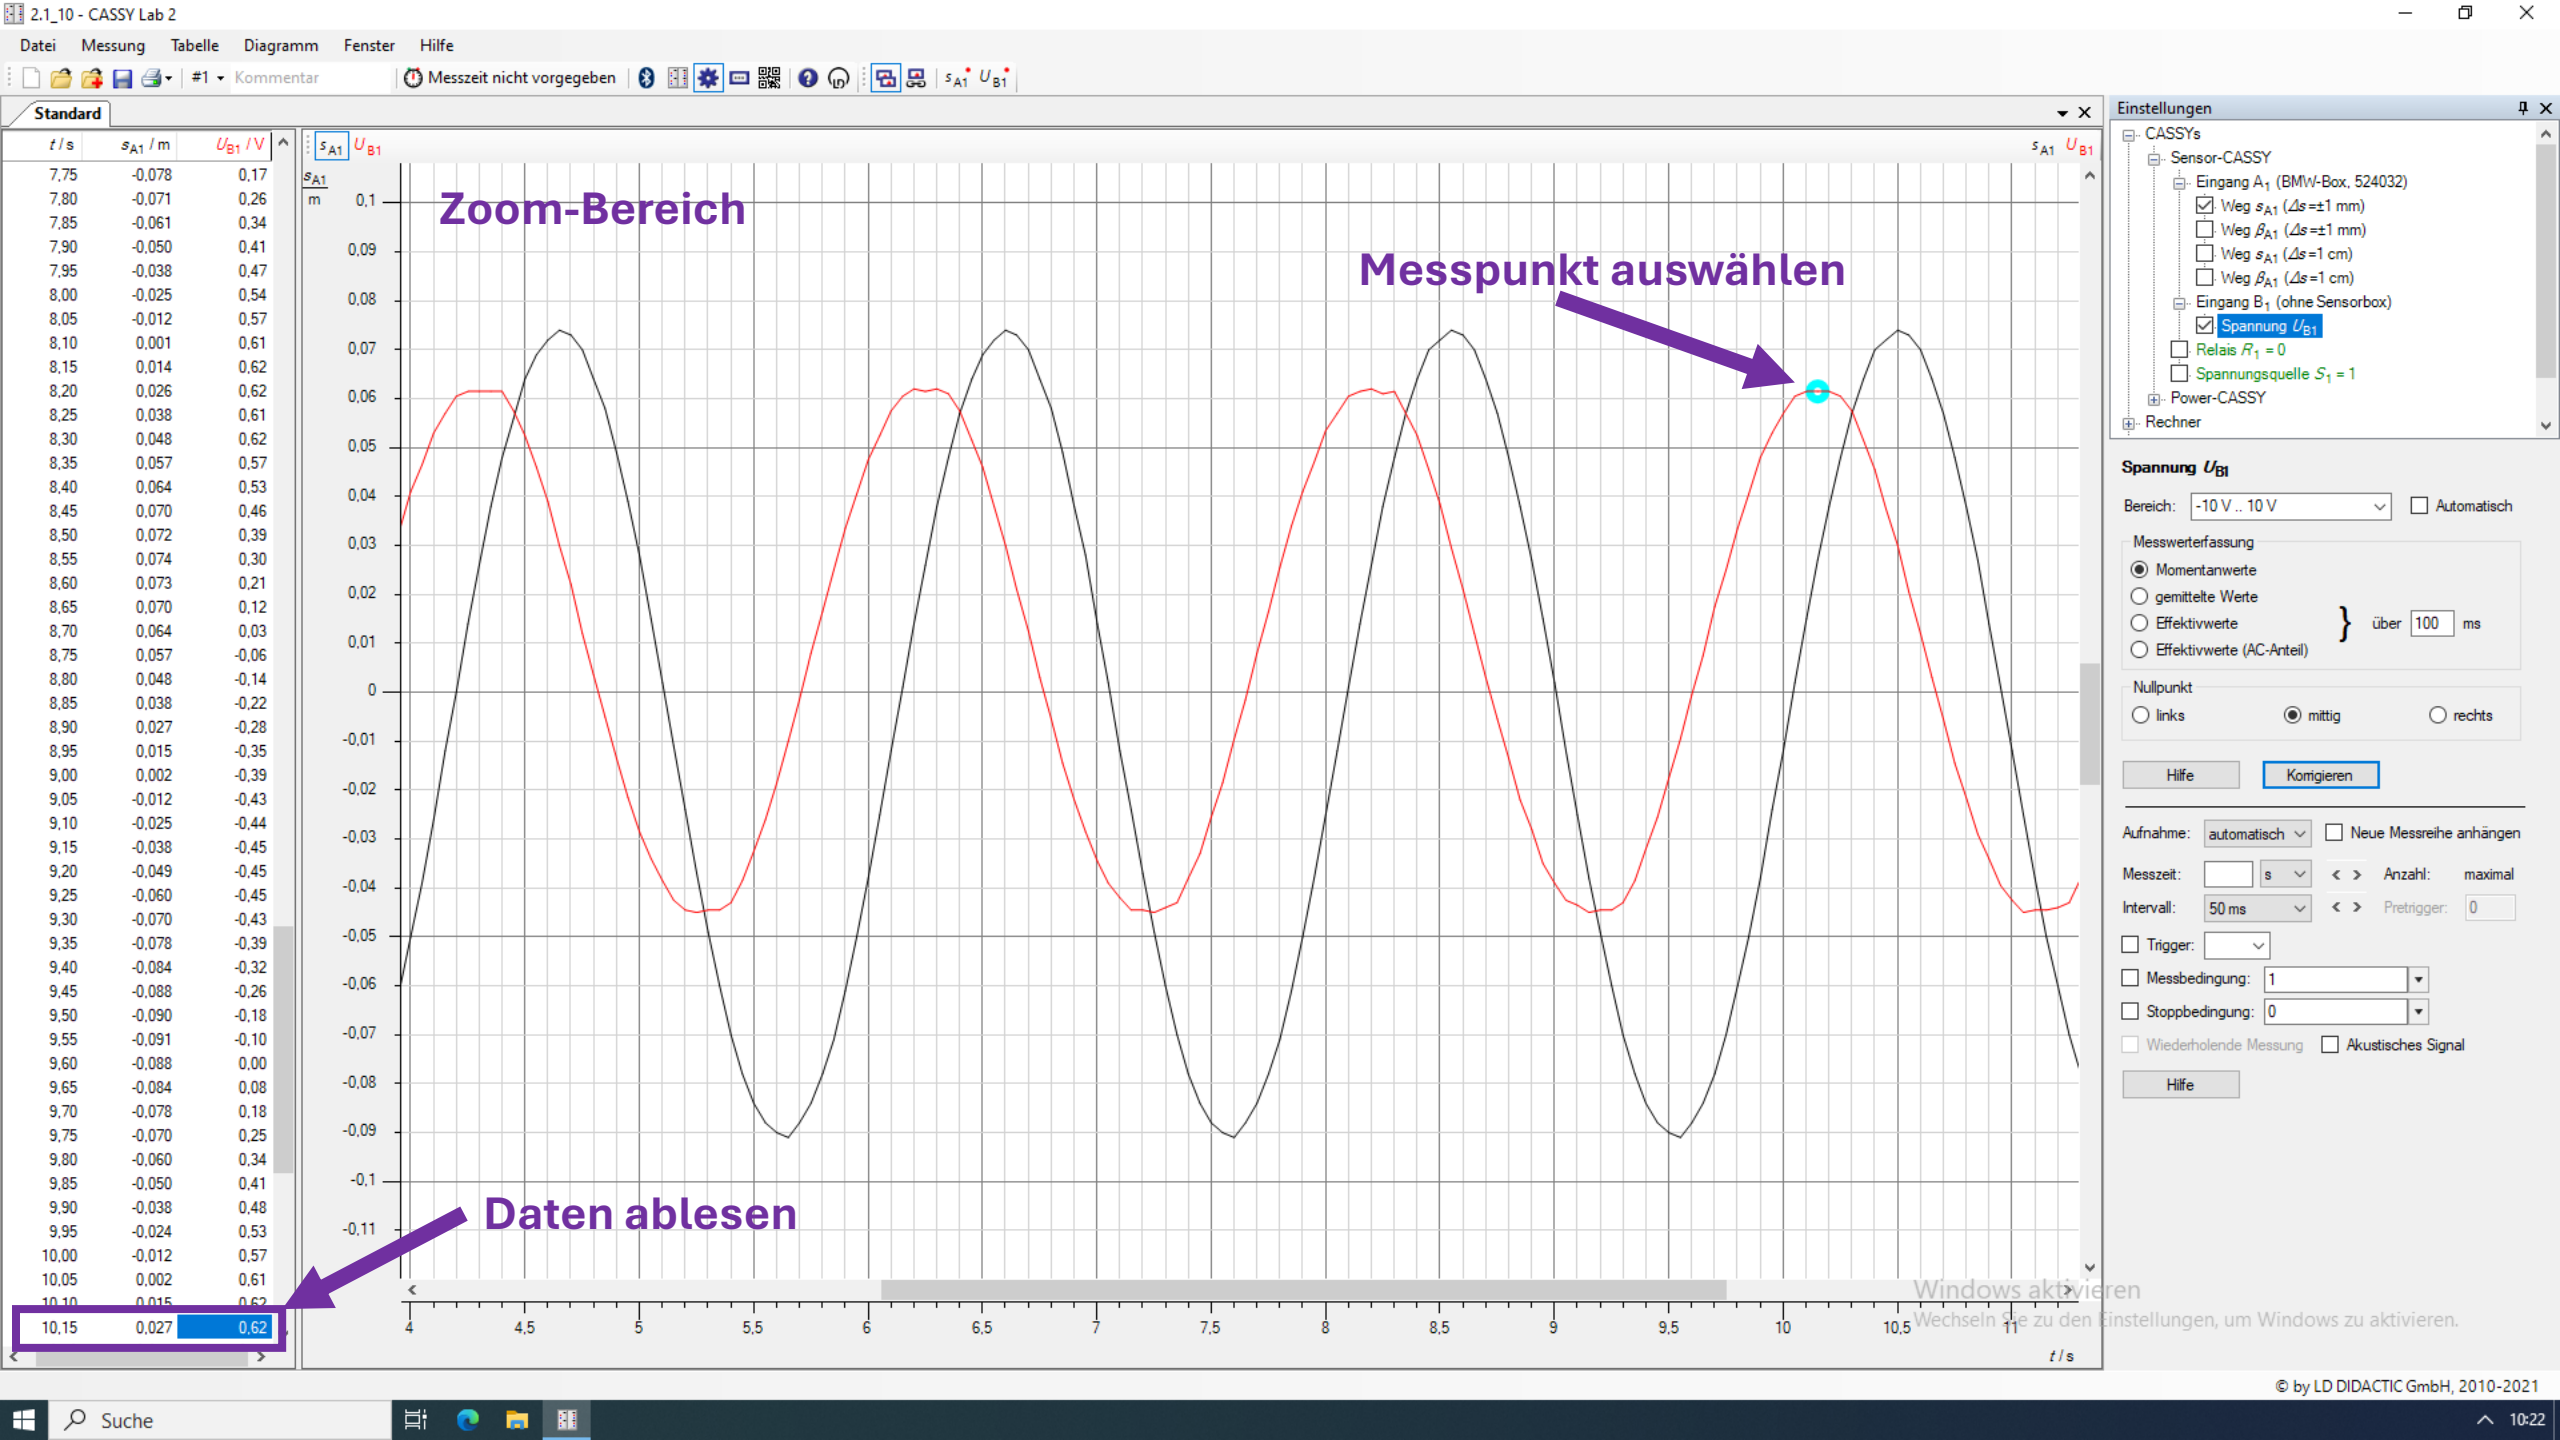 2.1_10 - CASSY Lab 2
Datei Messung Tabelle Diagramm Fenster Hilfe
#1 Kommentar Messzeit nicht vorgegeben sA1 UB1
Standard
t / s sA1 / m UB1 / V
7,75 -0,078 0,17
7,80 -0,071 0,26
7,85 -0,061 0,34
7,90 -0,050 0,41
7,95 -0,038 0,47
8,00 -0,025 0,54
8,05 -0,012 0,57
8,10 0,001 0,61
8,15 0,014 0,62
8,20 0,026 0,62
8,25 0,038 0,61
8,30 0,048 0,62
8,35 0,057 0,57
8,40 0,064 0,53
8,45 0,070 0,46
8,50 0,072 0,39
8,55 0,074 0,30
8,60 0,073 0,21
8,65 0,070 0,12
8,70 0,064 0,03
8,75 0,057 -0,06
8,80 0,048 -0,14
8,85 0,038 -0,22
8,90 0,027 -0,28
8,95 0,015 -0,35
9,00 0,002 -0,39
9,05 -0,012 -0,43
9,10 -0,025 -0,44
9,15 -0,038 -0,45
9,20 -0,049 -0,45
9,25 -0,060 -0,45
9,30 -0,070 -0,43
9,35 -0,078 -0,39
9,40 -0,084 -0,32
9,45 -0,088 -0,26
9,50 -0,090 -0,18
9,55 -0,091 -0,10
9,60 -0,088 0,00
9,65 -0,084 0,08
9,70 -0,078 0,18
9,75 -0,070 0,25
9,80 -0,060 0,34
9,85 -0,050 0,41
9,90 -0,038 0,48
9,95 -0,024 0,53
10,00 -0,012 0,57
10,05 0,002 0,61
10,10 0,015 0,62
10,15 0,027 0,62
sA1 UB1
sA1 UB1
sA1
m
0,1
0,09
0,08
0,07
0,06
0,05
0,04
0,03
0,02
0,01
0
-0,01
-0,02
-0,03
-0,04
-0,05
-0,06
-0,07
-0,08
-0,09
-0,1
-0,11
Zoom-Bereich
Messpunkt auswählen
Daten ablesen
4 4,5 5 5,5 6 6,5 7 7,5 8 8,5 9 9,5 10 10,5 11
t / s
Einstellungen
CASSYs
Sensor-CASSY
Eingang A1 (BMW-Box, 524032)
Weg sA1 (Δs=±1 mm)
Weg βA1 (Δs=±1 mm)
Weg sA1 (Δs=1 cm)
Weg βA1 (Δs=1 cm)
Eingang B1 (ohne Sensorbox)
Spannung UB1
Relais R1 = 0
Spannungsquelle S1 = 1
Power-CASSY
Rechner
Spannung UB1
Bereich: -10 V .. 10 V Automatisch
Messwerterfassung
Momentanwerte
gemittelte Werte
Effektivwerte } über 100 ms
Effektivwerte (AC-Anteil)
Nullpunkt
links mittig rechts
Hilfe Korrigieren
Aufnahme: automatisch Neue Messreihe anhängen
Messzeit: s < > Anzahl: maximal
Intervall: 50 ms < > Pretrigger: 0
Trigger:
Messbedingung: 1
Stoppbedingung: 0
Wiederholende Messung Akustisches Signal
Hilfe
Windows aktivieren
Wechseln Sie zu den Einstellungen, um Windows zu aktivieren.
© by LD DIDACTIC GmbH, 2010-2021
Suche
10:22